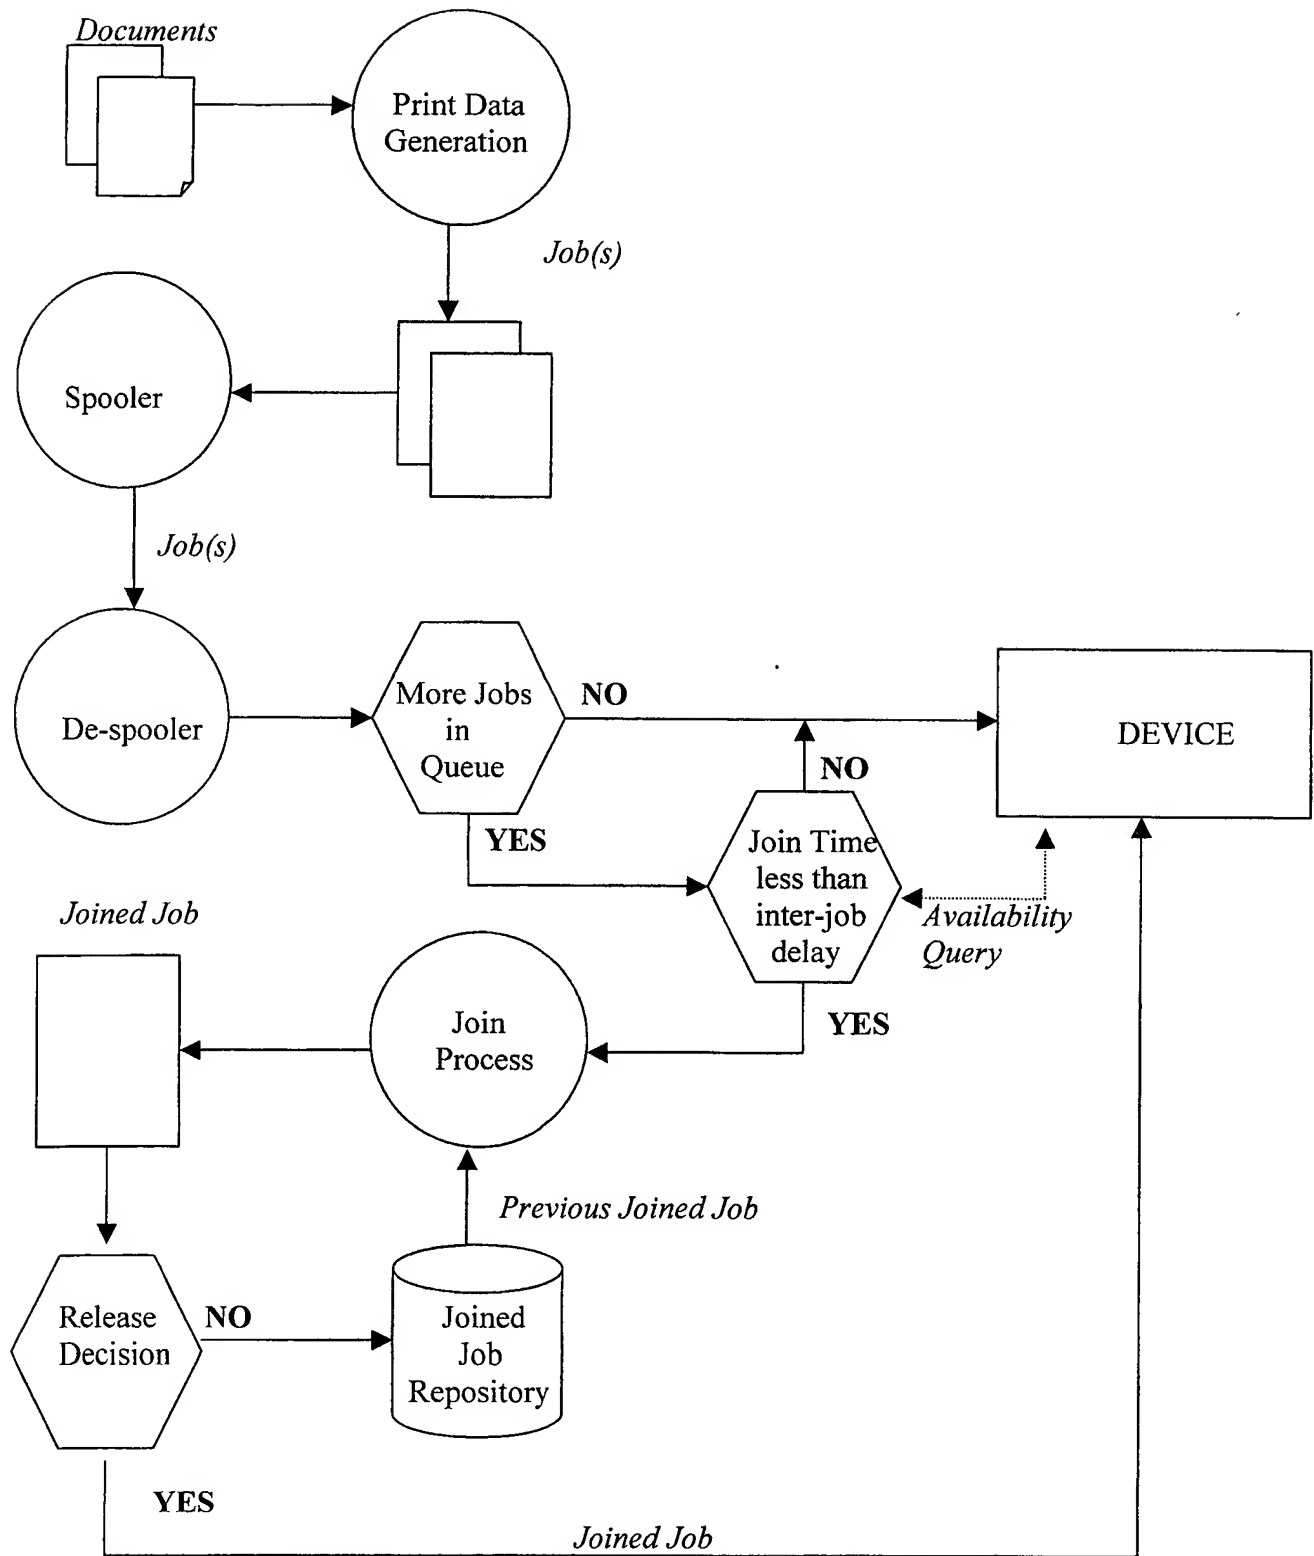 Documents
Print Data
Generation
Job(s)
Spooler
Job(s)
De-spooler
More Jobs
in
Queue
NO
DEVICE
NO
YES
Join Time
less than
inter-job
delay
Availability
Query
Joined Job
YES
Join
Process
Previous Joined Job
Release
Decision
NO
Joined
Job
Repository
YES
Joined Job